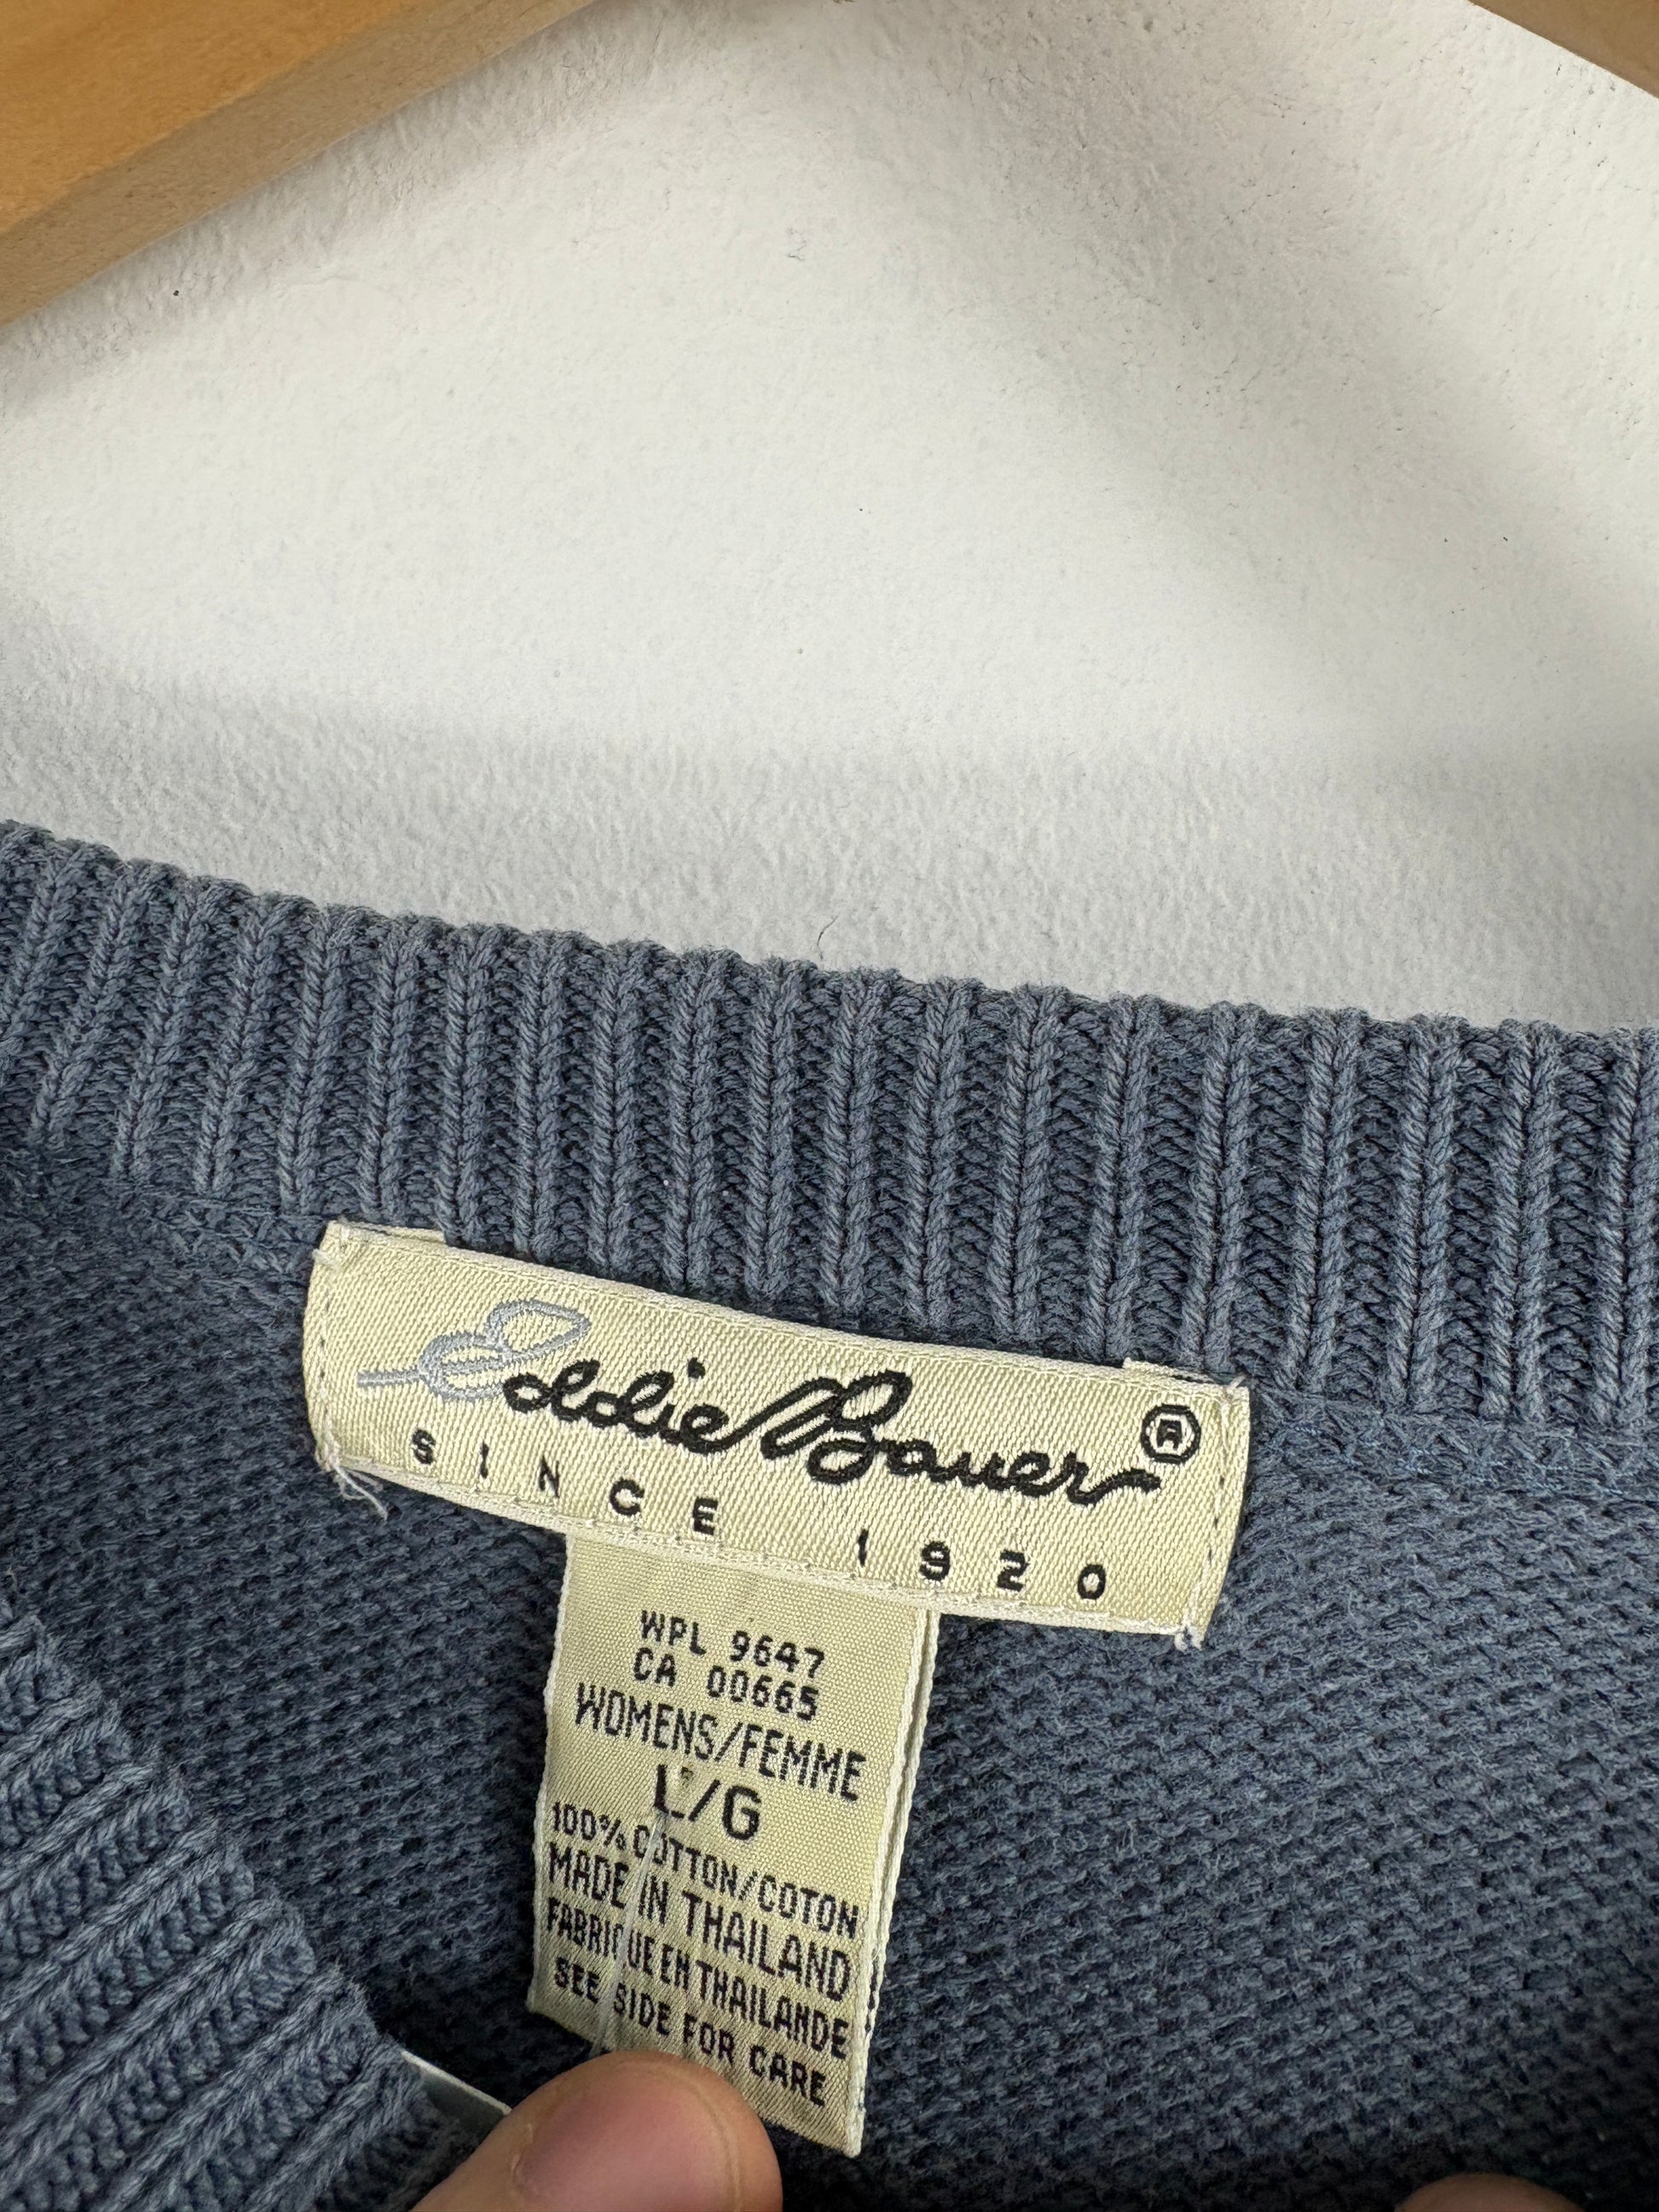 Eddie Bauer ®
SINCE 1920
WPL 9647
CA 00665
WOMENS/FEMME
L/G
100% COTTON/COTON
MADE IN THAILAND
FABRIQUE EN THAILANDE
SEE SIDE FOR CARE